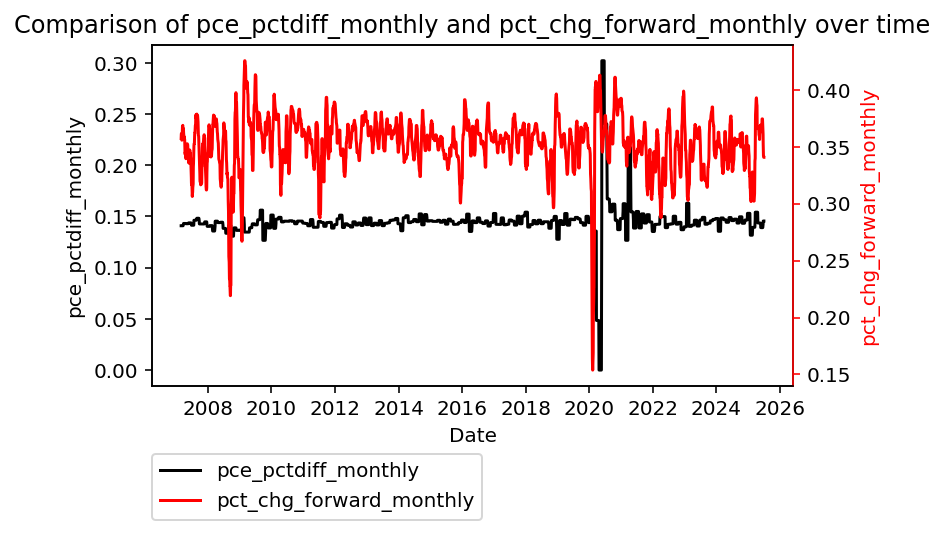 Comparison of pce_pctdiff_monthly and pct_chg_forward_monthly over time
pce_pctdiff_monthly
0.30
0.25
0.20
0.15
0.10
0.05
0.00
0.40
0.35
0.30
0.25
0.20
0.15
pct_chg_forward_monthly
2008 2010 2012 2014 2016 2018 2020 2022 2024 2026
Date
pce_pctdiff_monthly
pct_chg_forward_monthly